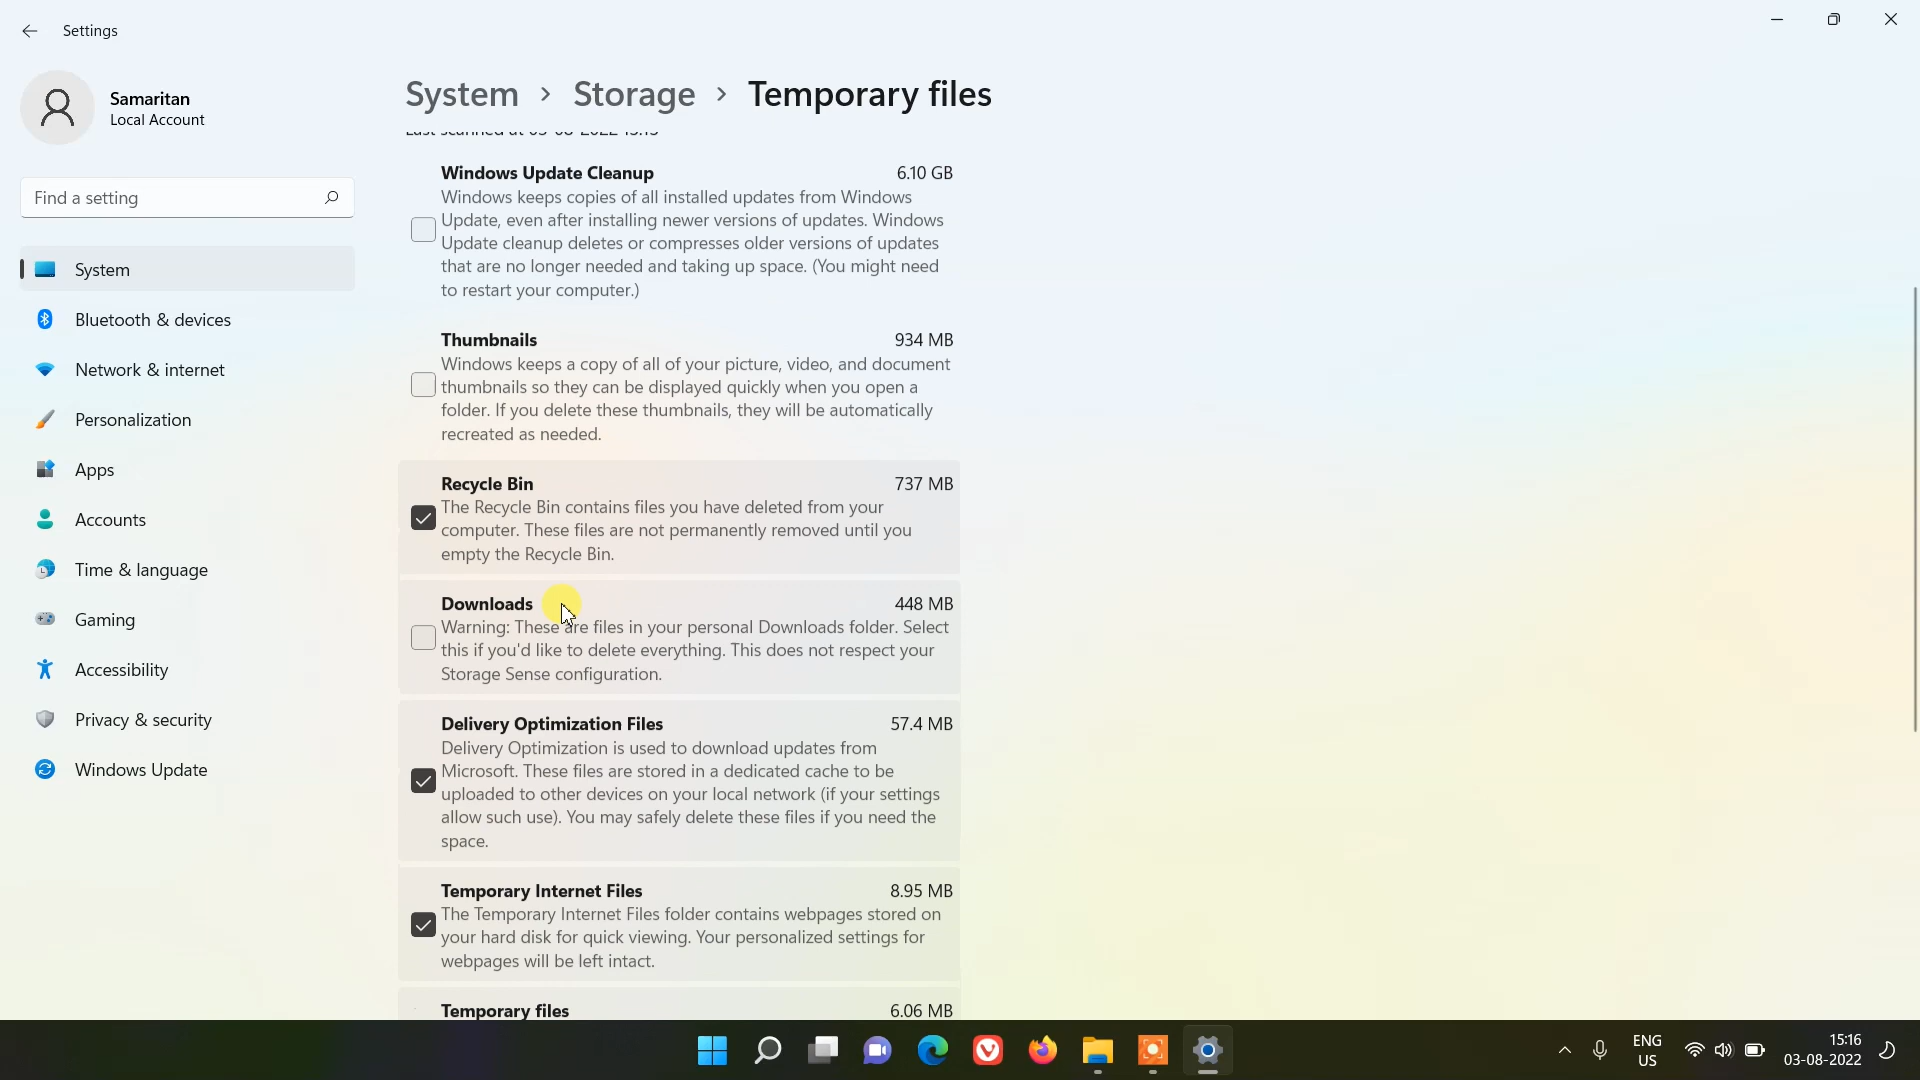 Settings
Samaritan
Local Account
Find a setting
System
Bluetooth & devices
Network & internet
Personalization
Apps
Accounts
Time & language
Gaming
Accessibility
Privacy & security
Windows Update
System > Storage > Temporary files
Windows Update Cleanup 6.10 GB
Windows keeps copies of all installed updates from Windows
Update, even after installing newer versions of updates. Windows
Update cleanup deletes or compresses older versions of updates
that are no longer needed and taking up space. (You might need
to restart your computer.)
Thumbnails 934 MB
Windows keeps a copy of all of your picture, video, and document
thumbnails so they can be displayed quickly when you open a
folder. If you delete these thumbnails, they will be automatically
recreated as needed.
Recycle Bin 737 MB
The Recycle Bin contains files you have deleted from your
computer. These files are not permanently removed until you
empty the Recycle Bin.
Downloads 448 MB
Warning: These are files in your personal Downloads folder. Select
this if you'd like to delete everything. This does not respect your
Storage Sense configuration.
Delivery Optimization Files 57.4 MB
Delivery Optimization is used to download updates from
Microsoft. These files are stored in a dedicated cache to be
uploaded to other devices on your local network (if your settings
allow such use). You may safely delete these files if you need the
space.
Temporary Internet Files 8.95 MB
The Temporary Internet Files folder contains webpages stored on
your hard disk for quick viewing. Your personalized settings for
webpages will be left intact.
Temporary files 6.06 MB
ENG
US
15:16
03-08-2022